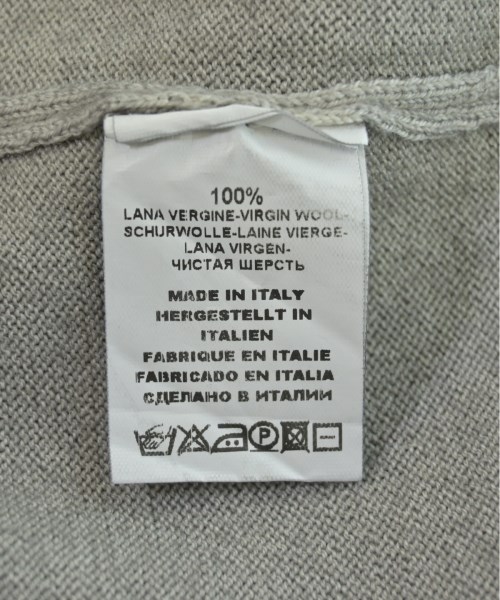 100%
LANA VERGINE-VIRGIN WOOL-
SCHURWOLLE-LAINE VIERGE-
LANA VIRGEN-
ЧИСТАЯ ШЕРСТЬ
MADE IN ITALY
HERGESTELLT IN
ITALIEN
FABRIQUE EN ITALIE
FABRICADO EN ITALIA
СДЕЛАНО В ИТАЛИИ
P